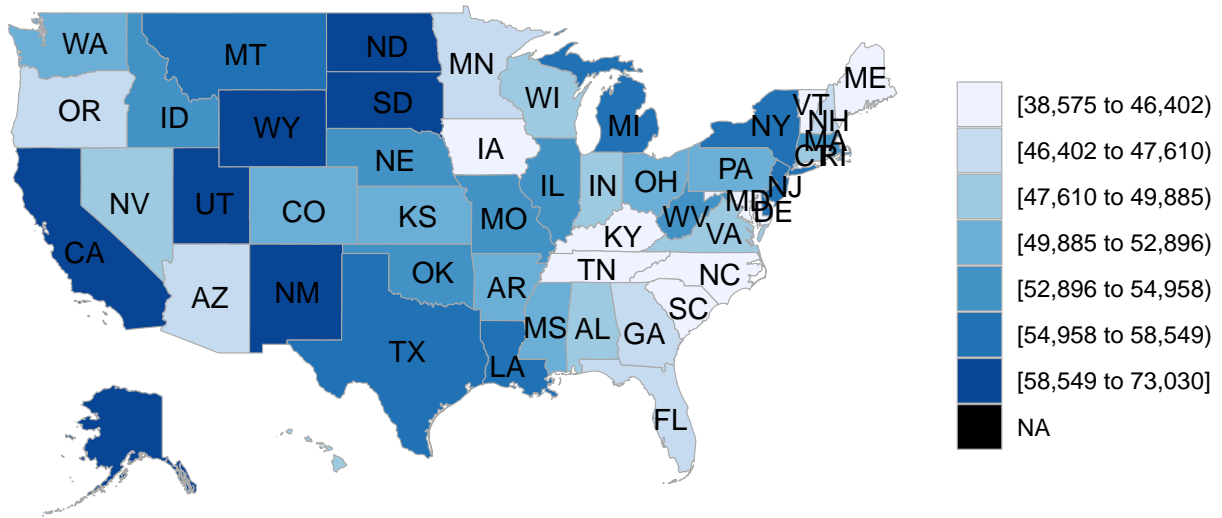 WA
MT
ND
MN
ME
OR
ID
SD
WI
VT
NH
WY
MI
NY
MA
IA
CT
RI
NE
PA
NV
UT
CO
IL
IN
OH
NJ
MD
DE
KS
MO
WV
VA
CA
KY
OK
TN
NC
AZ
NM
AR
SC
MS
AL
GA
TX
LA
FL
[38,575 to 46,402)
[46,402 to 47,610)
[47,610 to 49,885)
[49,885 to 52,896)
[52,896 to 54,958)
[54,958 to 58,549)
[58,549 to 73,030]
NA